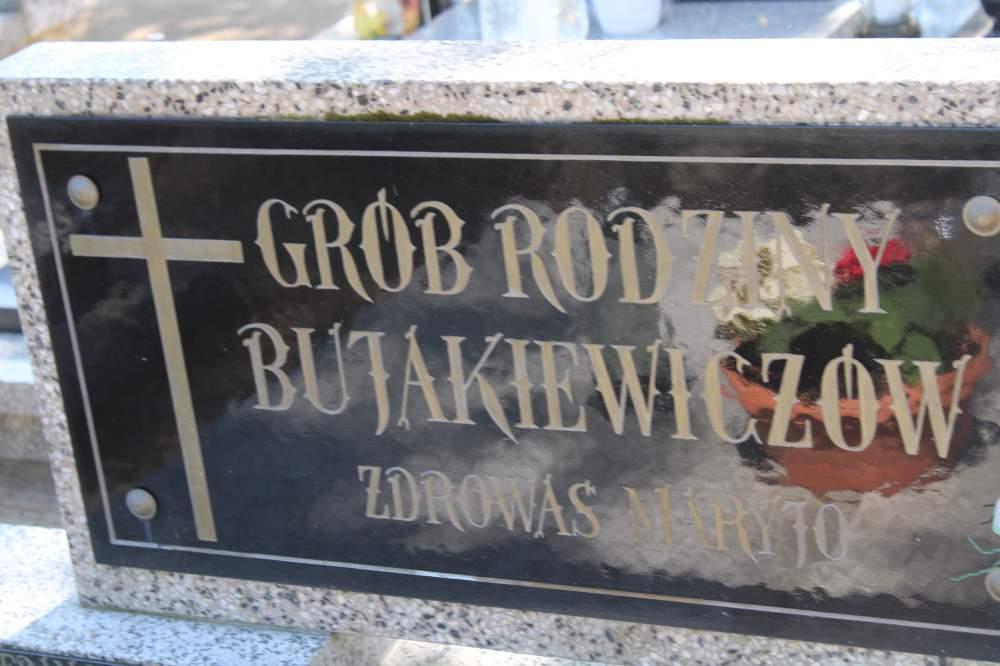 GRÓB RODZINY
BUJAKIEWICZÓW
ZDROWAŚ MARYJO